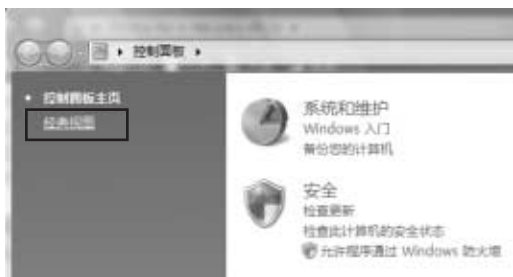 控制面板
控制面板主页
经典视图
系统和维护
Windows 入门
备份您的计算机
安全
检查更新
检查此计算机的安全状态
允许程序通过 Windows 防火墙